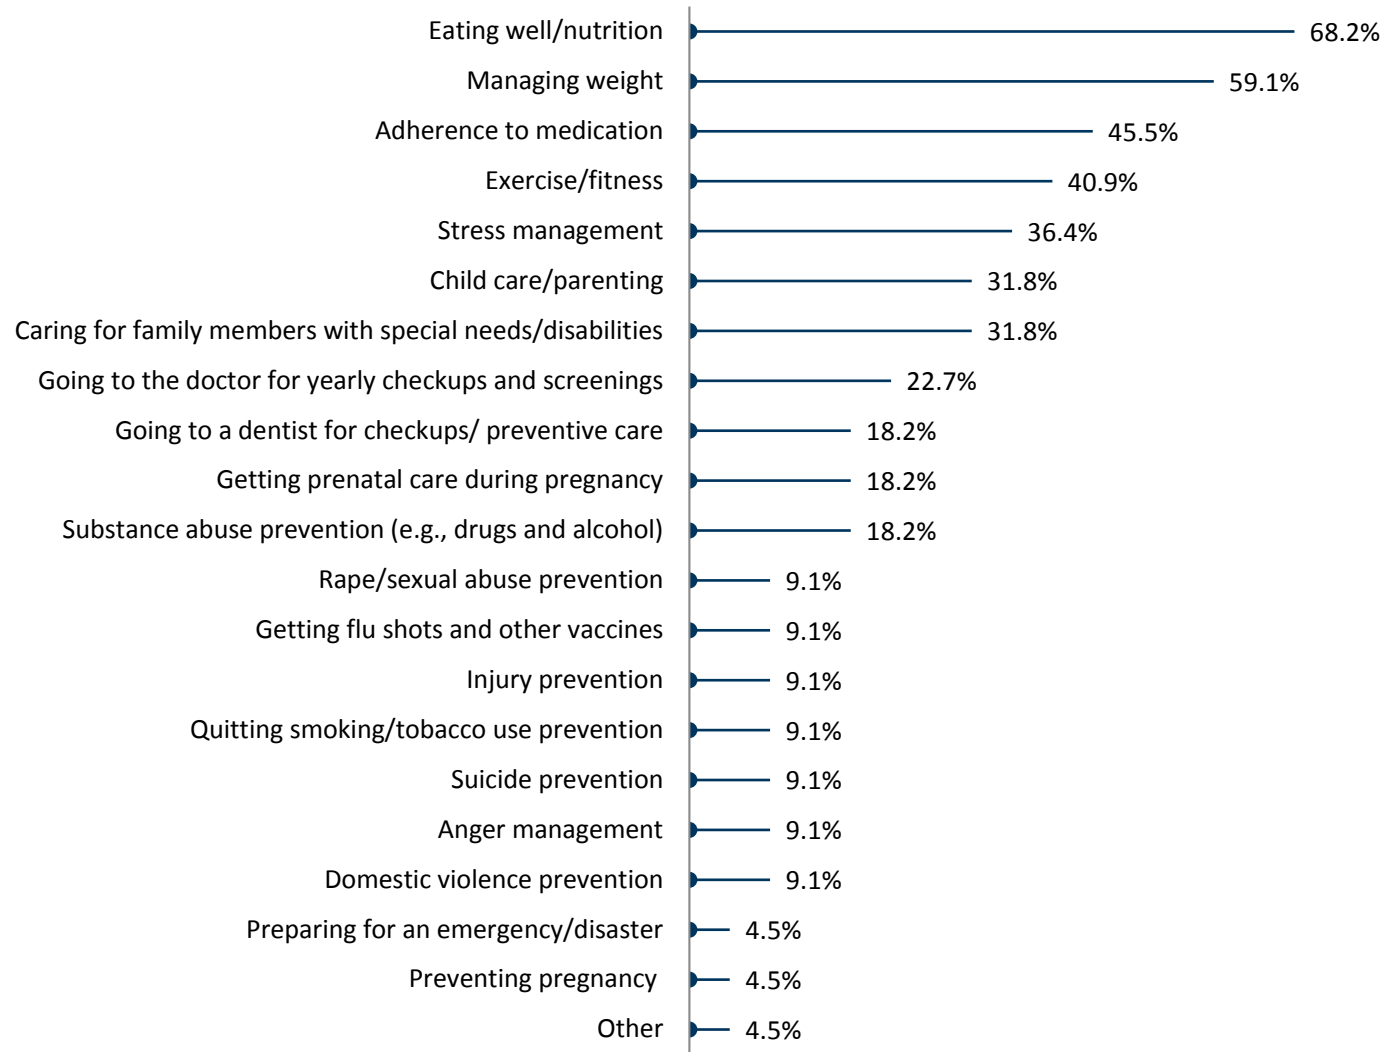 Eating well/nutrition 68.2%
Managing weight 59.1%
Adherence to medication 45.5%
Exercise/fitness 40.9%
Stress management 36.4%
Child care/parenting 31.8%
Caring for family members with special needs/disabilities 31.8%
Going to the doctor for yearly checkups and screenings 22.7%
Going to a dentist for checkups/ preventive care 18.2%
Getting prenatal care during pregnancy 18.2%
Substance abuse prevention (e.g., drugs and alcohol) 18.2%
Rape/sexual abuse prevention 9.1%
Getting flu shots and other vaccines 9.1%
Injury prevention 9.1%
Quitting smoking/tobacco use prevention 9.1%
Suicide prevention 9.1%
Anger management 9.1%
Domestic violence prevention 9.1%
Preparing for an emergency/disaster 4.5%
Preventing pregnancy 4.5%
Other 4.5%